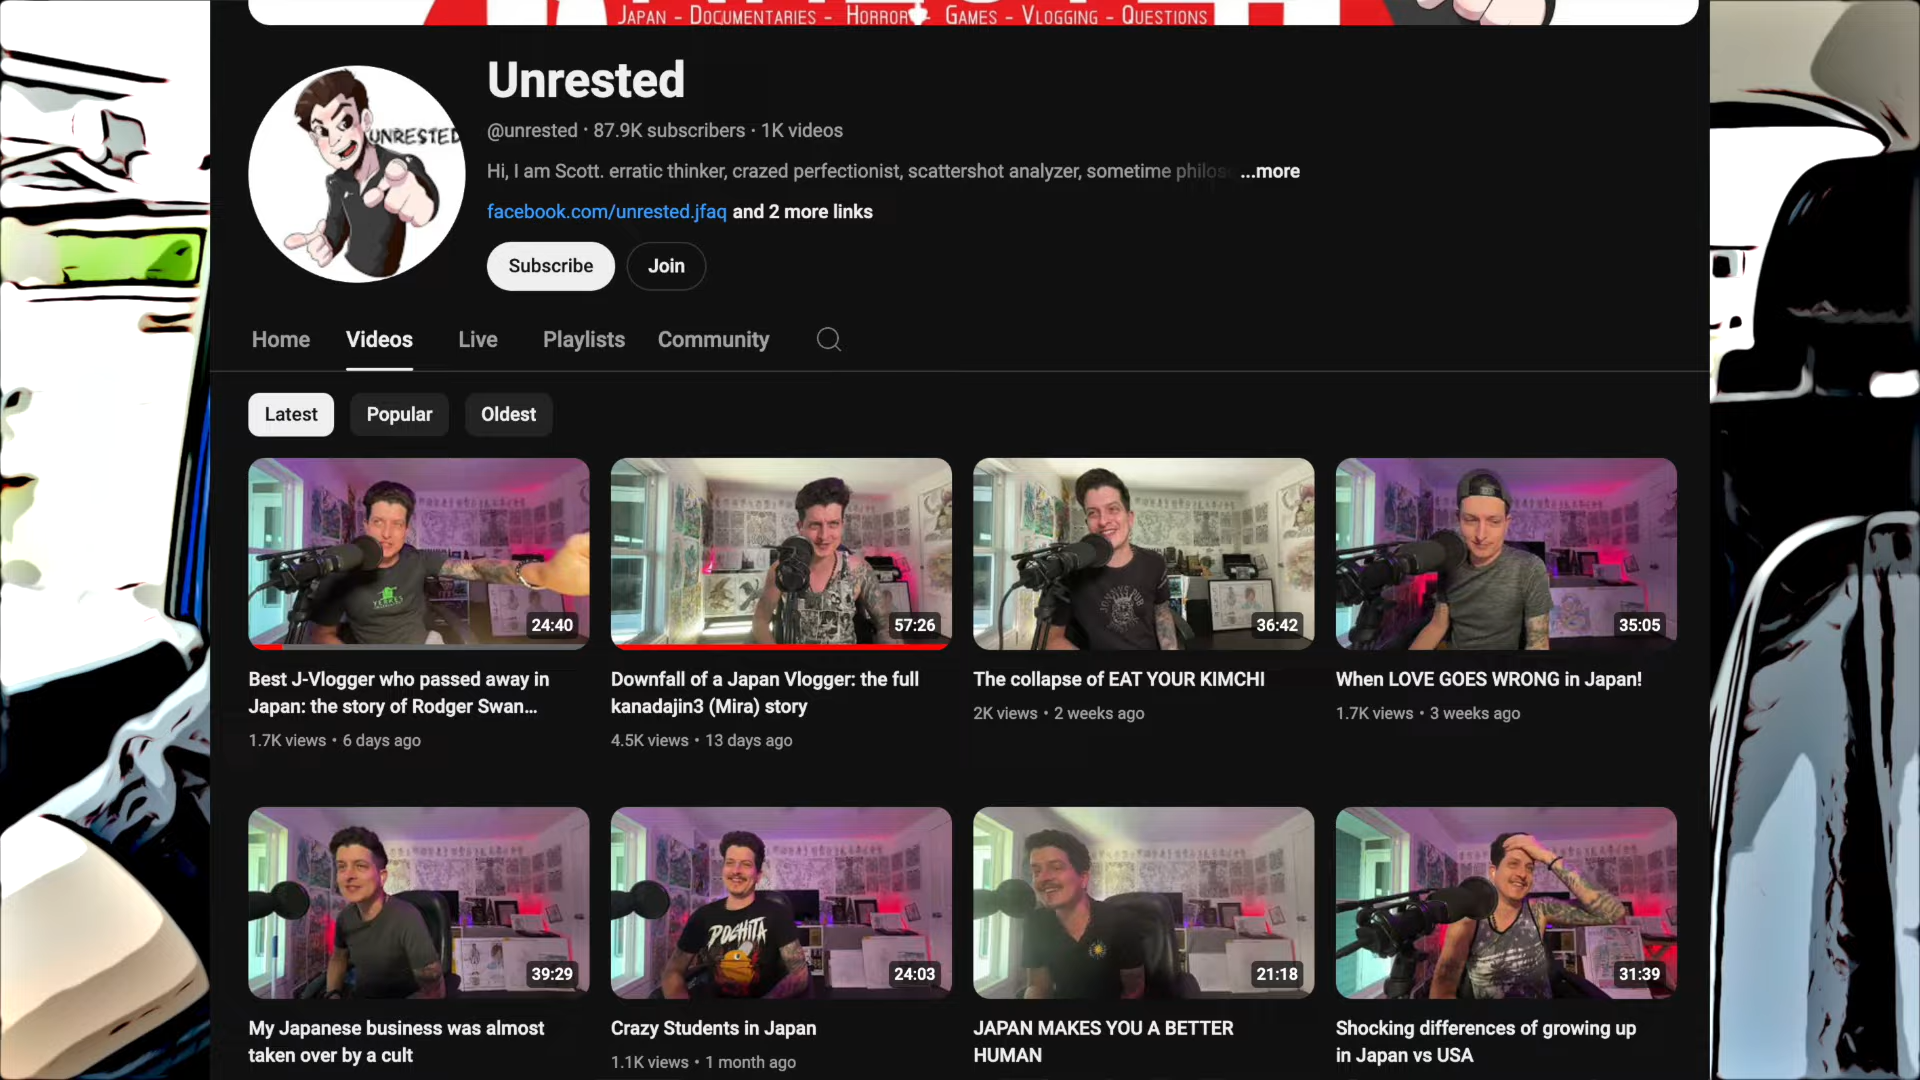 JAPAN - DOCUMENTARIES - HORROR - GAMES - VLOGGING - QUESTIONS
UNRESTED
Unrested
@unrested · 87.9K subscribers · 1K videos
Hi, I am Scott. erratic thinker, crazed perfectionist, scattershot analyzer, sometime philos ...more
facebook.com/unrested.jfaq and 2 more links
Subscribe Join
Home Videos Live Playlists Community
Latest Popular Oldest
24:40 57:26 36:42 35:05
Best J-Vlogger who passed away in
Japan: the story of Rodger Swan...
1.7K views · 6 days ago
Downfall of a Japan Vlogger: the full
kanadajin3 (Mira) story
4.5K views · 13 days ago
The collapse of EAT YOUR KIMCHI
2K views · 2 weeks ago
When LOVE GOES WRONG in Japan!
1.7K views · 3 weeks ago
POCHITA
39:29 24:03 21:18 31:39
My Japanese business was almost
taken over by a cult
Crazy Students in Japan
1.1K views · 1 month ago
JAPAN MAKES YOU A BETTER
HUMAN
Shocking differences of growing up
in Japan vs USA